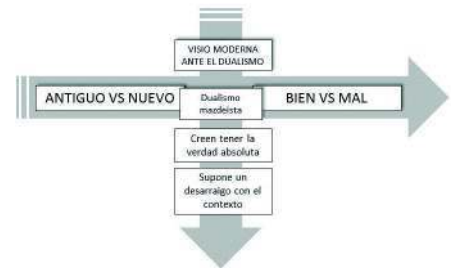 VISIO MODERNA
ANTE EL DUALISMO
ANTIGUO VS NUEVO
Dualismo
mazdeísta
BIEN VS MAL
Creen tener la
verdad absoluta
Supone un
desarraigo con el
contexto